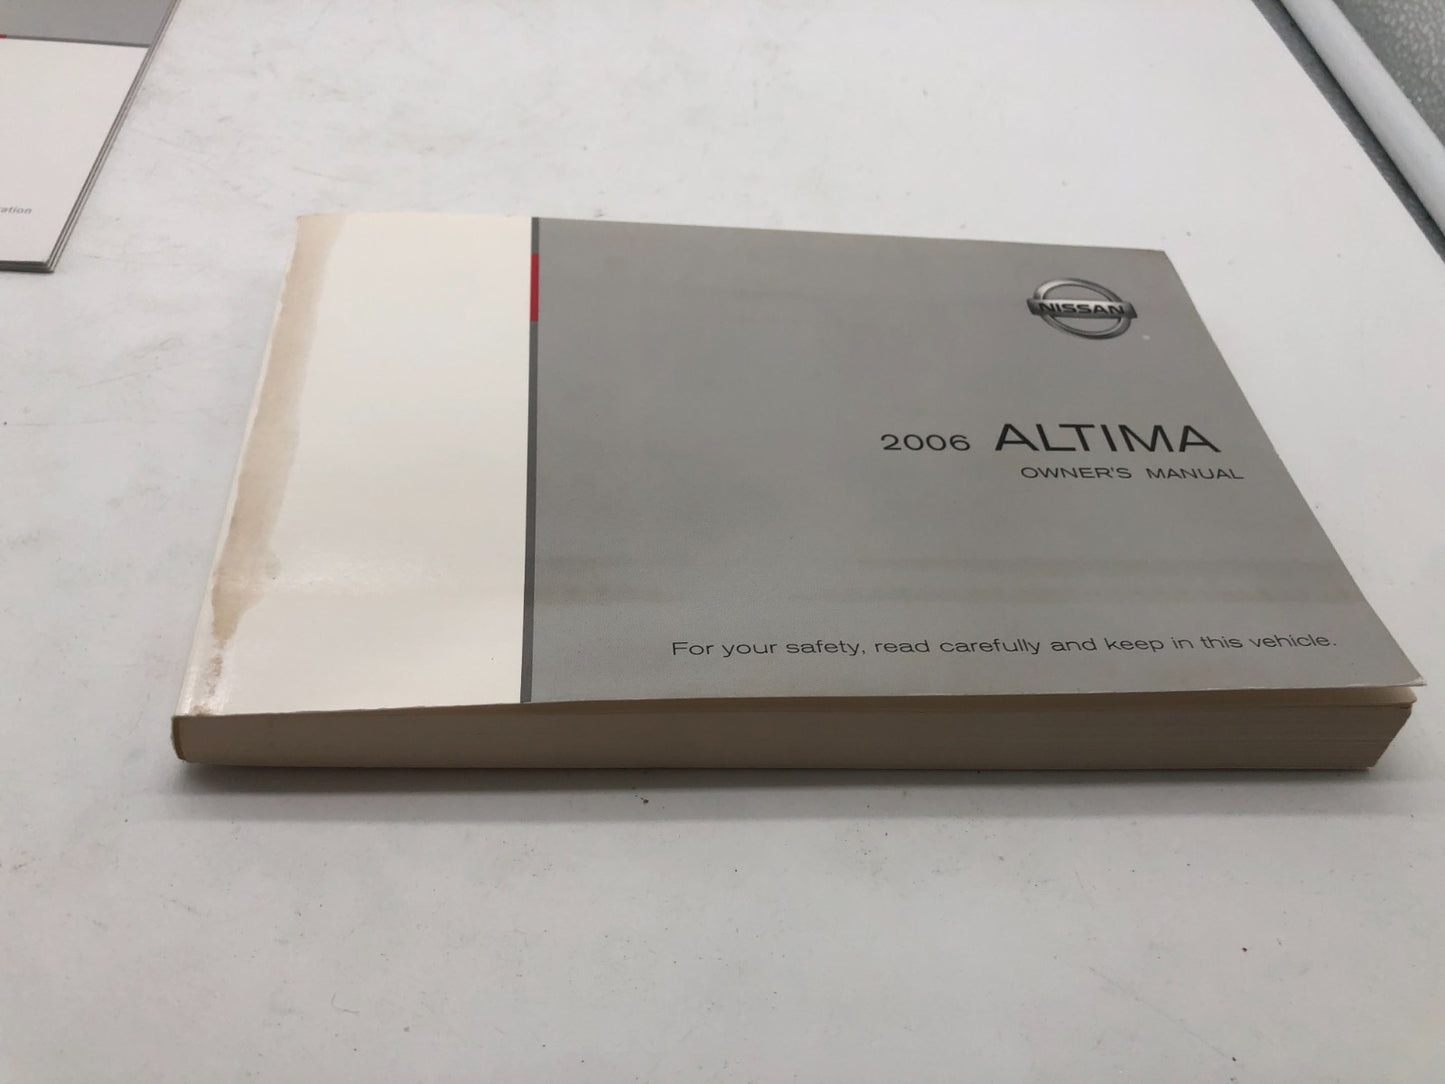 NISSAN
2006 ALTIMA
OWNER'S MANUAL
For your safety, read carefully and keep in this vehicle.